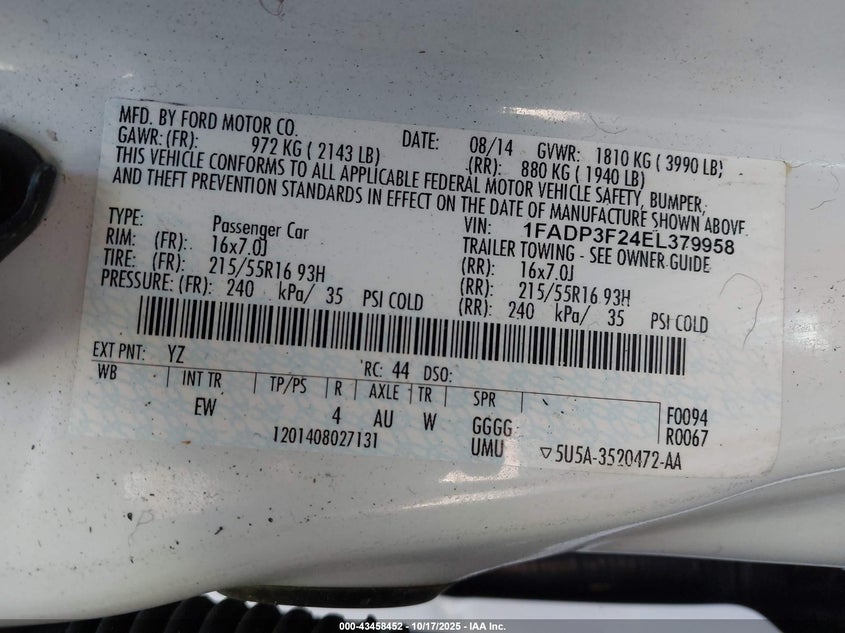 MFD. BY FORD MOTOR CO. DATE: 08/14 GVWR: 1810 KG ( 3990 LB)
GAWR: (FR): 972 KG ( 2143 LB) (RR): 880 KG ( 1940 LB)
THIS VEHICLE CONFORMS TO ALL APPLICABLE FEDERAL MOTOR VEHICLE SAFETY, BUMPER,
AND THEFT PREVENTION STANDARDS IN EFFECT ON THE DATE OF MANUFACTURE SHOWN ABOVE.
VIN: 1FADP3F24EL379958
TYPE: Passenger Car TRAILER TOWING - SEE OWNER GUIDE
RIM: (FR): 16x7.0J (RR): 16x7.0J
TIRE: (FR): 215/55R16 93H (RR): 215/55R16 93H
PRESSURE: (FR): 240 kPa/ 35 PSI COLD (RR): 240 kPa/ 35 PSI COLD
EXT PNT: YZ RC: 44 DSO:
WB INT TR TP/PS R AXLE TR SPR
EW 4 AU W GGGG F0094
UMU R0067
1201408027131 ▽5U5A-3520472-AA
000-43458452 - 10/17/2025 - IAA Inc.